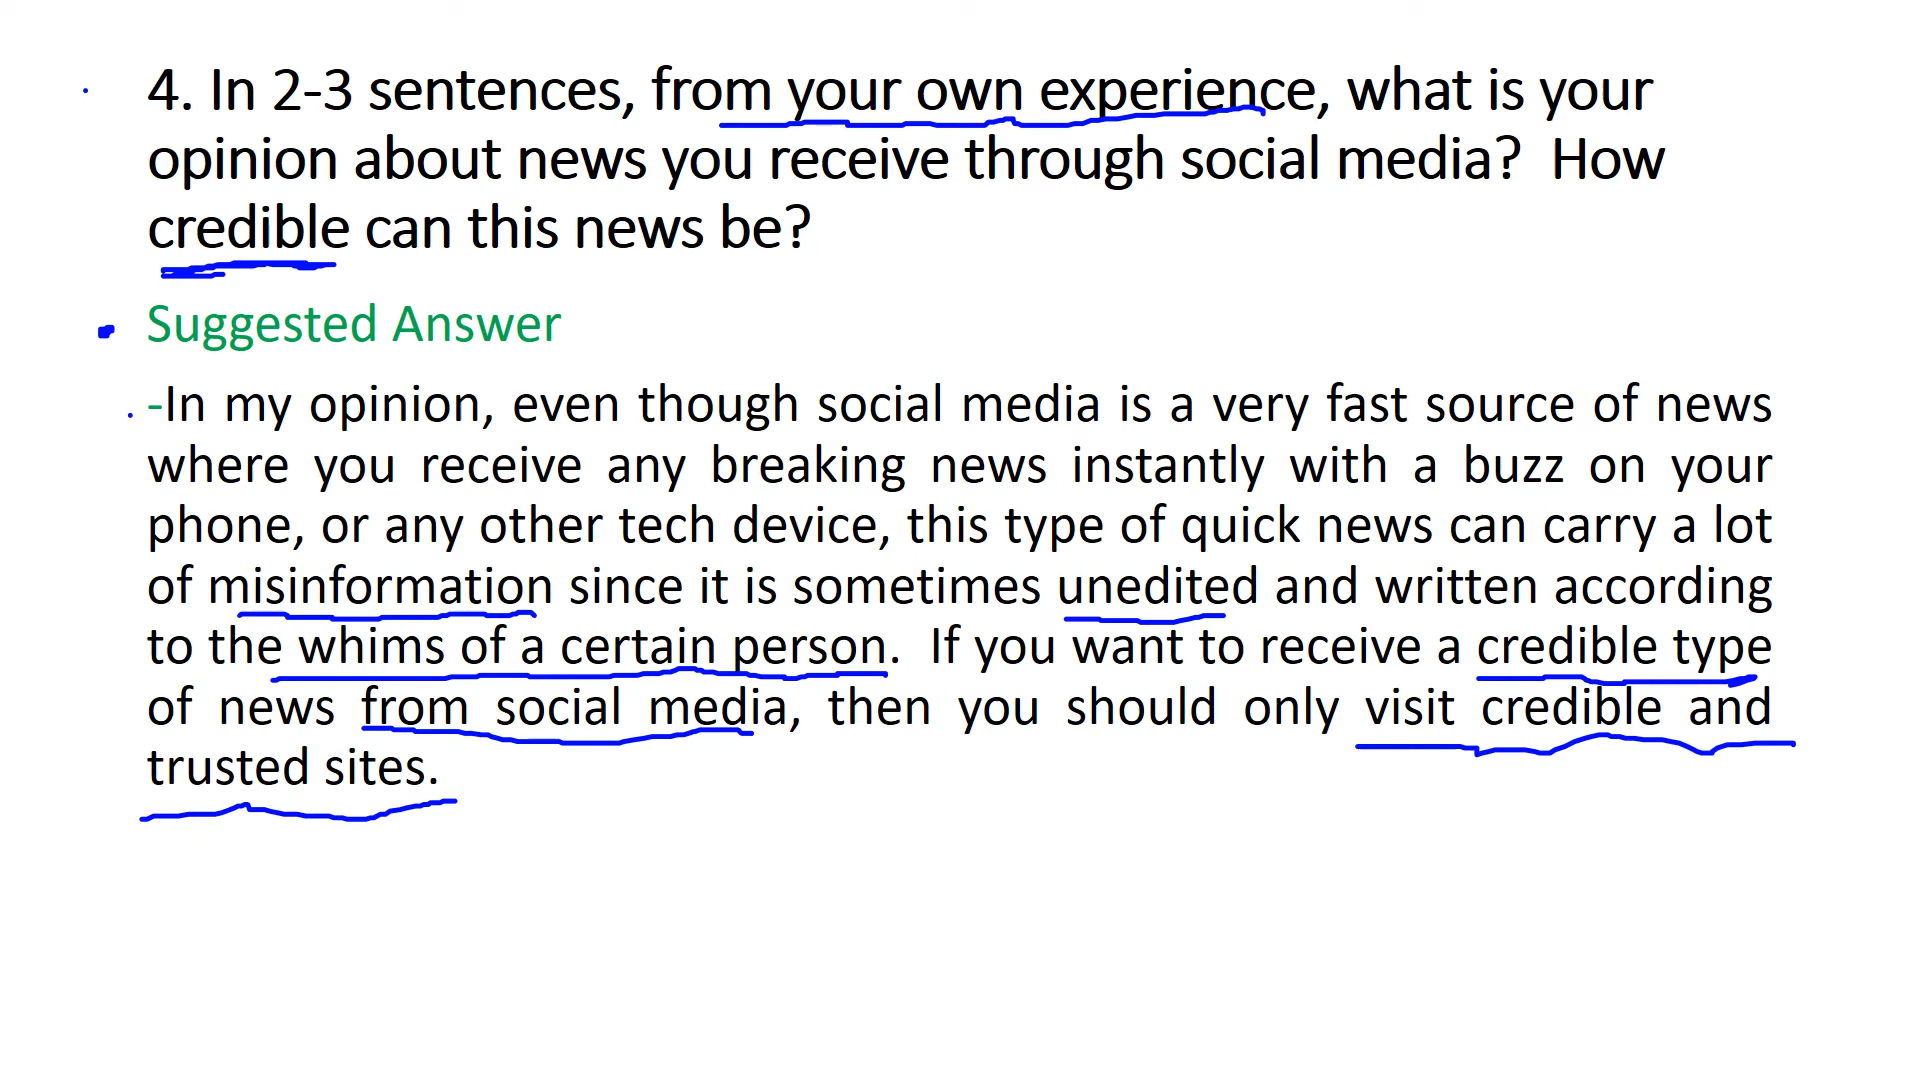 4. In 2-3 sentences, from your own experience, what is your
opinion about news you receive through social media?  How
credible can this news be?
Suggested Answer
-In my opinion, even though social media is a very fast source of news
where you receive any breaking news instantly with a buzz on your
phone, or any other tech device, this type of quick news can carry a lot
of misinformation since it is sometimes unedited and written according
to the whims of a certain person.  If you want to receive a credible type
of news from social media, then you should only visit credible and
trusted sites.